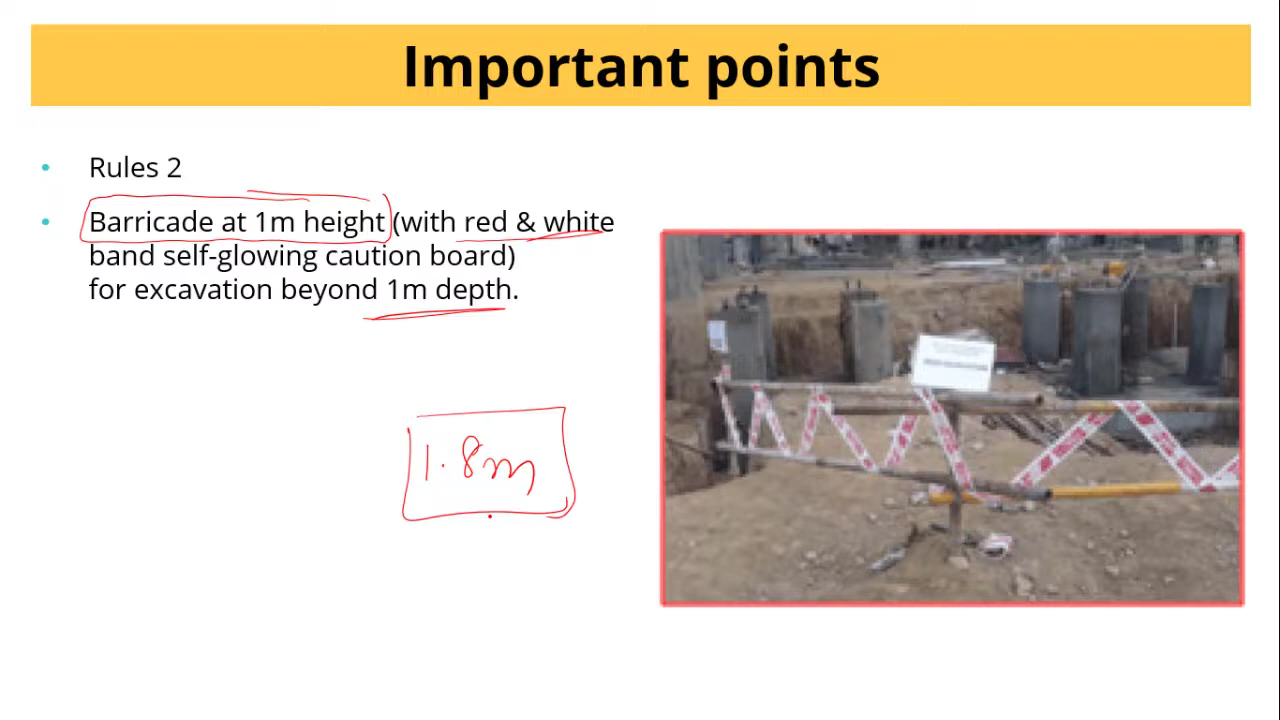 Important points
• Rules 2
• Barricade at 1m height (with red & white
band self-glowing caution board)
for excavation beyond 1m depth.
1.8m